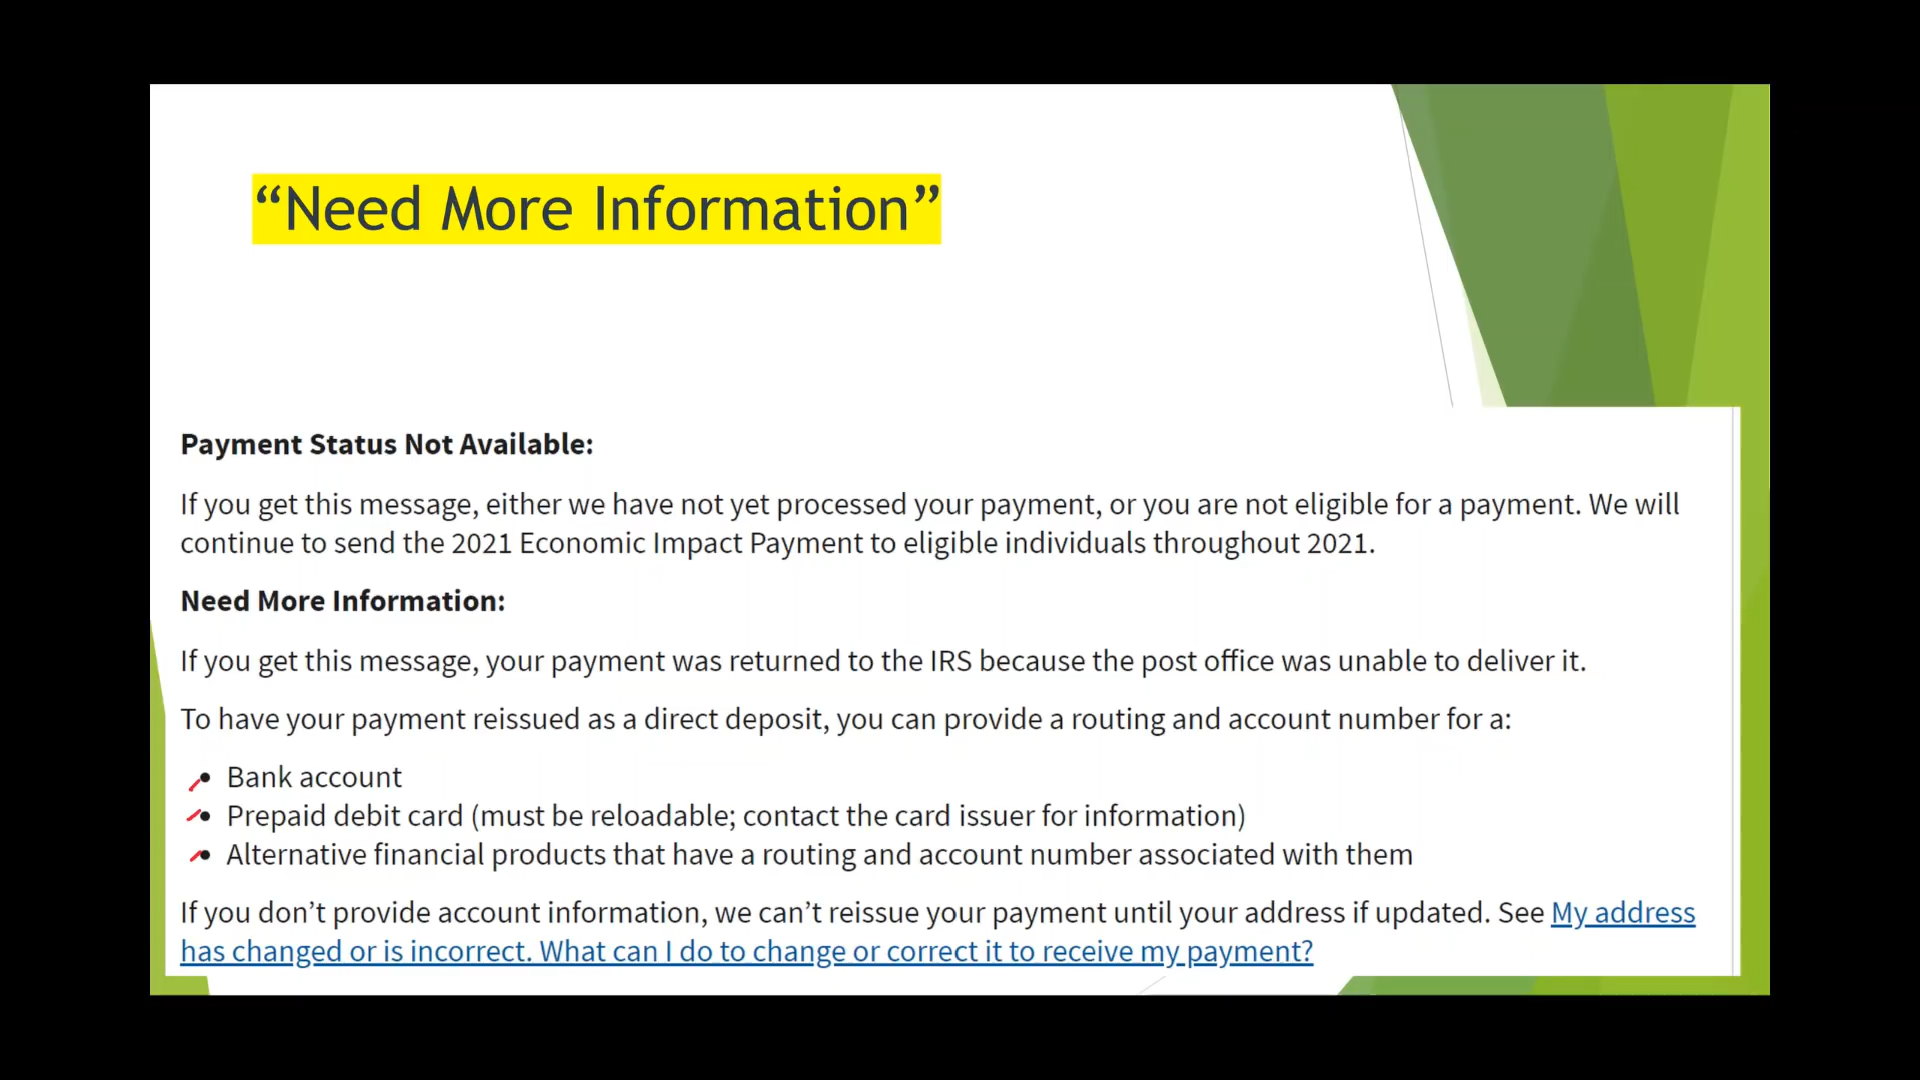 “Need More Information”
Payment Status Not Available:
If you get this message, either we have not yet processed your payment, or you are not eligible for a payment. We will
continue to send the 2021 Economic Impact Payment to eligible individuals throughout 2021.
Need More Information:
If you get this message, your payment was returned to the IRS because the post office was unable to deliver it.
To have your payment reissued as a direct deposit, you can provide a routing and account number for a:
• Bank account
• Prepaid debit card (must be reloadable; contact the card issuer for information)
• Alternative financial products that have a routing and account number associated with them
If you don’t provide account information, we can’t reissue your payment until your address if updated. See My address
has changed or is incorrect. What can I do to change or correct it to receive my payment?